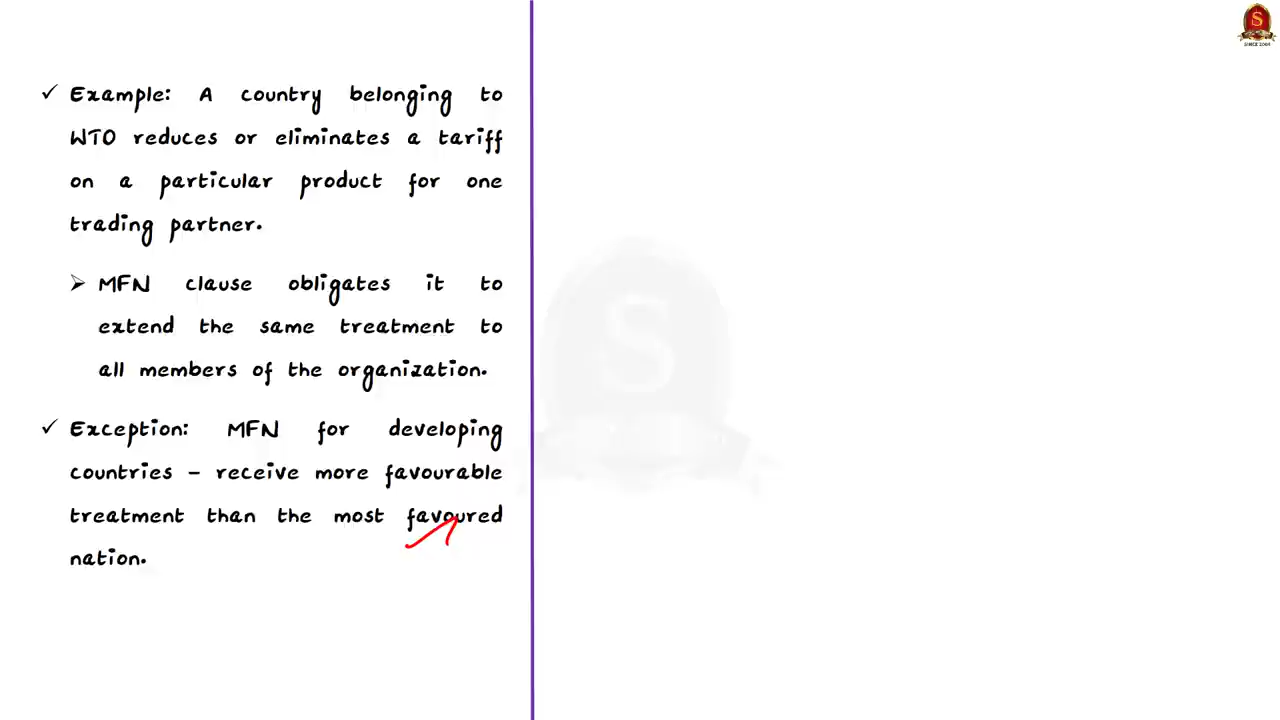 ✓ Example: A country belonging to
WTO reduces or eliminates a tariff
on a particular product for one
trading partner.
➢ MFN clause obligates it to
extend the same treatment to
all members of the organization.
✓ Exception: MFN for developing
countries – receive more favourable
treatment than the most favoured
nation.
S
SINCE 2004
S